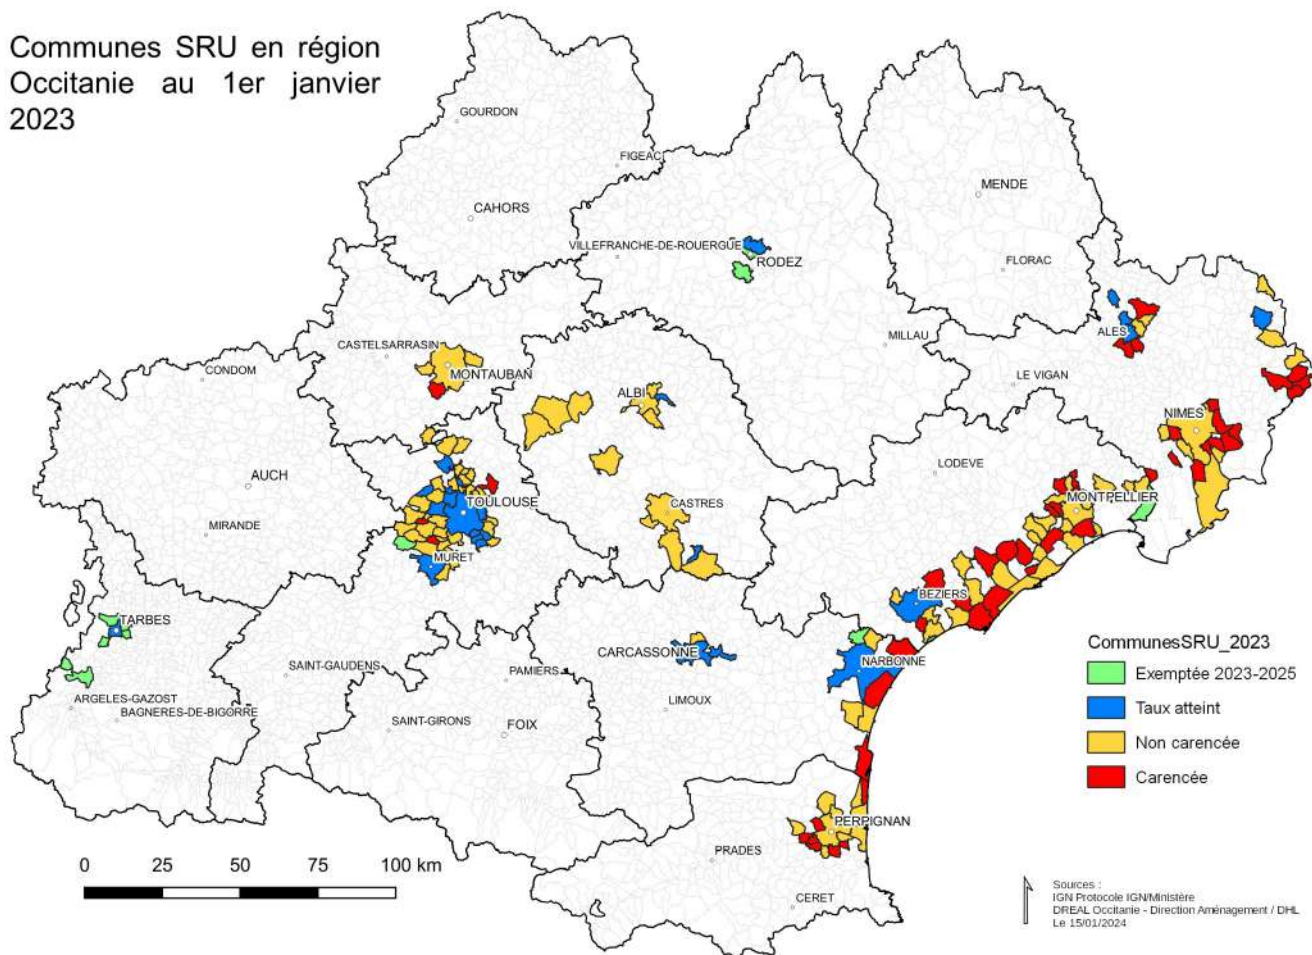 Communes SRU en région
Occitanie au 1er janvier
2023
GOURDON
FIGEAC
CAHORS
MENDE
VILLEFRANCHE-DE-ROUERGUE
RODEZ
FLORAC
ALES
MILLAU
CASTELSARRASIN
CONDOM
MONTAUBAN
LE VIGAN
ALBI
NIMES
AUCH
LODEVE
TOULOUSE
MONTPELLIER
CASTRES
MIRANDE
MURET
BEZIERS
TARBES
CARCASSONNE
NARBONNE
SAINT-GAUDENS
PAMIERS
ARGELES-GAZOST
BAGNERES-DE-BIGORRE
LIMOUX
SAINT-GIRONS
FOIX
CommunesSRU_2023
Exemptée 2023-2025
Taux atteint
Non carencée
Carencée
PERPIGNAN
PRADES
CERET
0 25 50 75 100 km
Sources :
IGN Protocole IGN/Ministère
DREAL Occitanie - Direction Aménagement / DHL
Le 15/01/2024